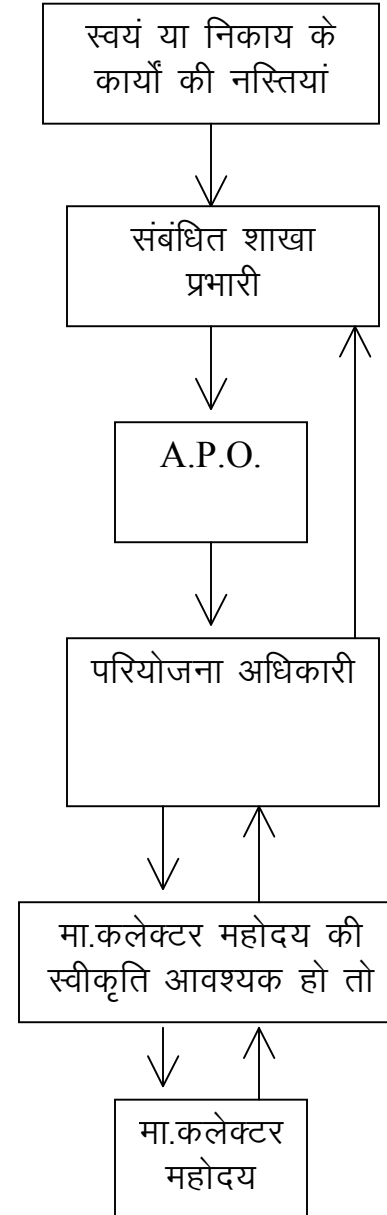 स्वयं या निकाय के
कार्यों की नस्तियां
संबंधित शाखा
प्रभारी
A.P.O.
परियोजना अधिकारी
मा.कलेक्टर महोदय की
स्वीकृति आवश्यक हो तो
मा.कलेक्टर
महोदय